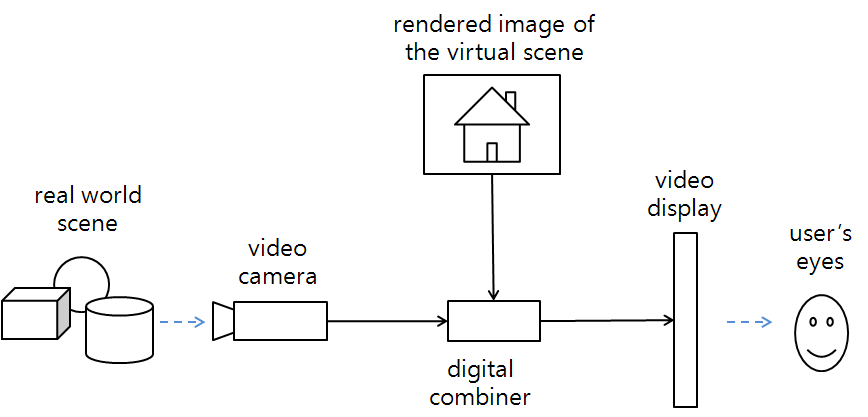 rendered image of
the virtual scene
real world
scene
video
camera
digital
combiner
video
display
user's
eyes